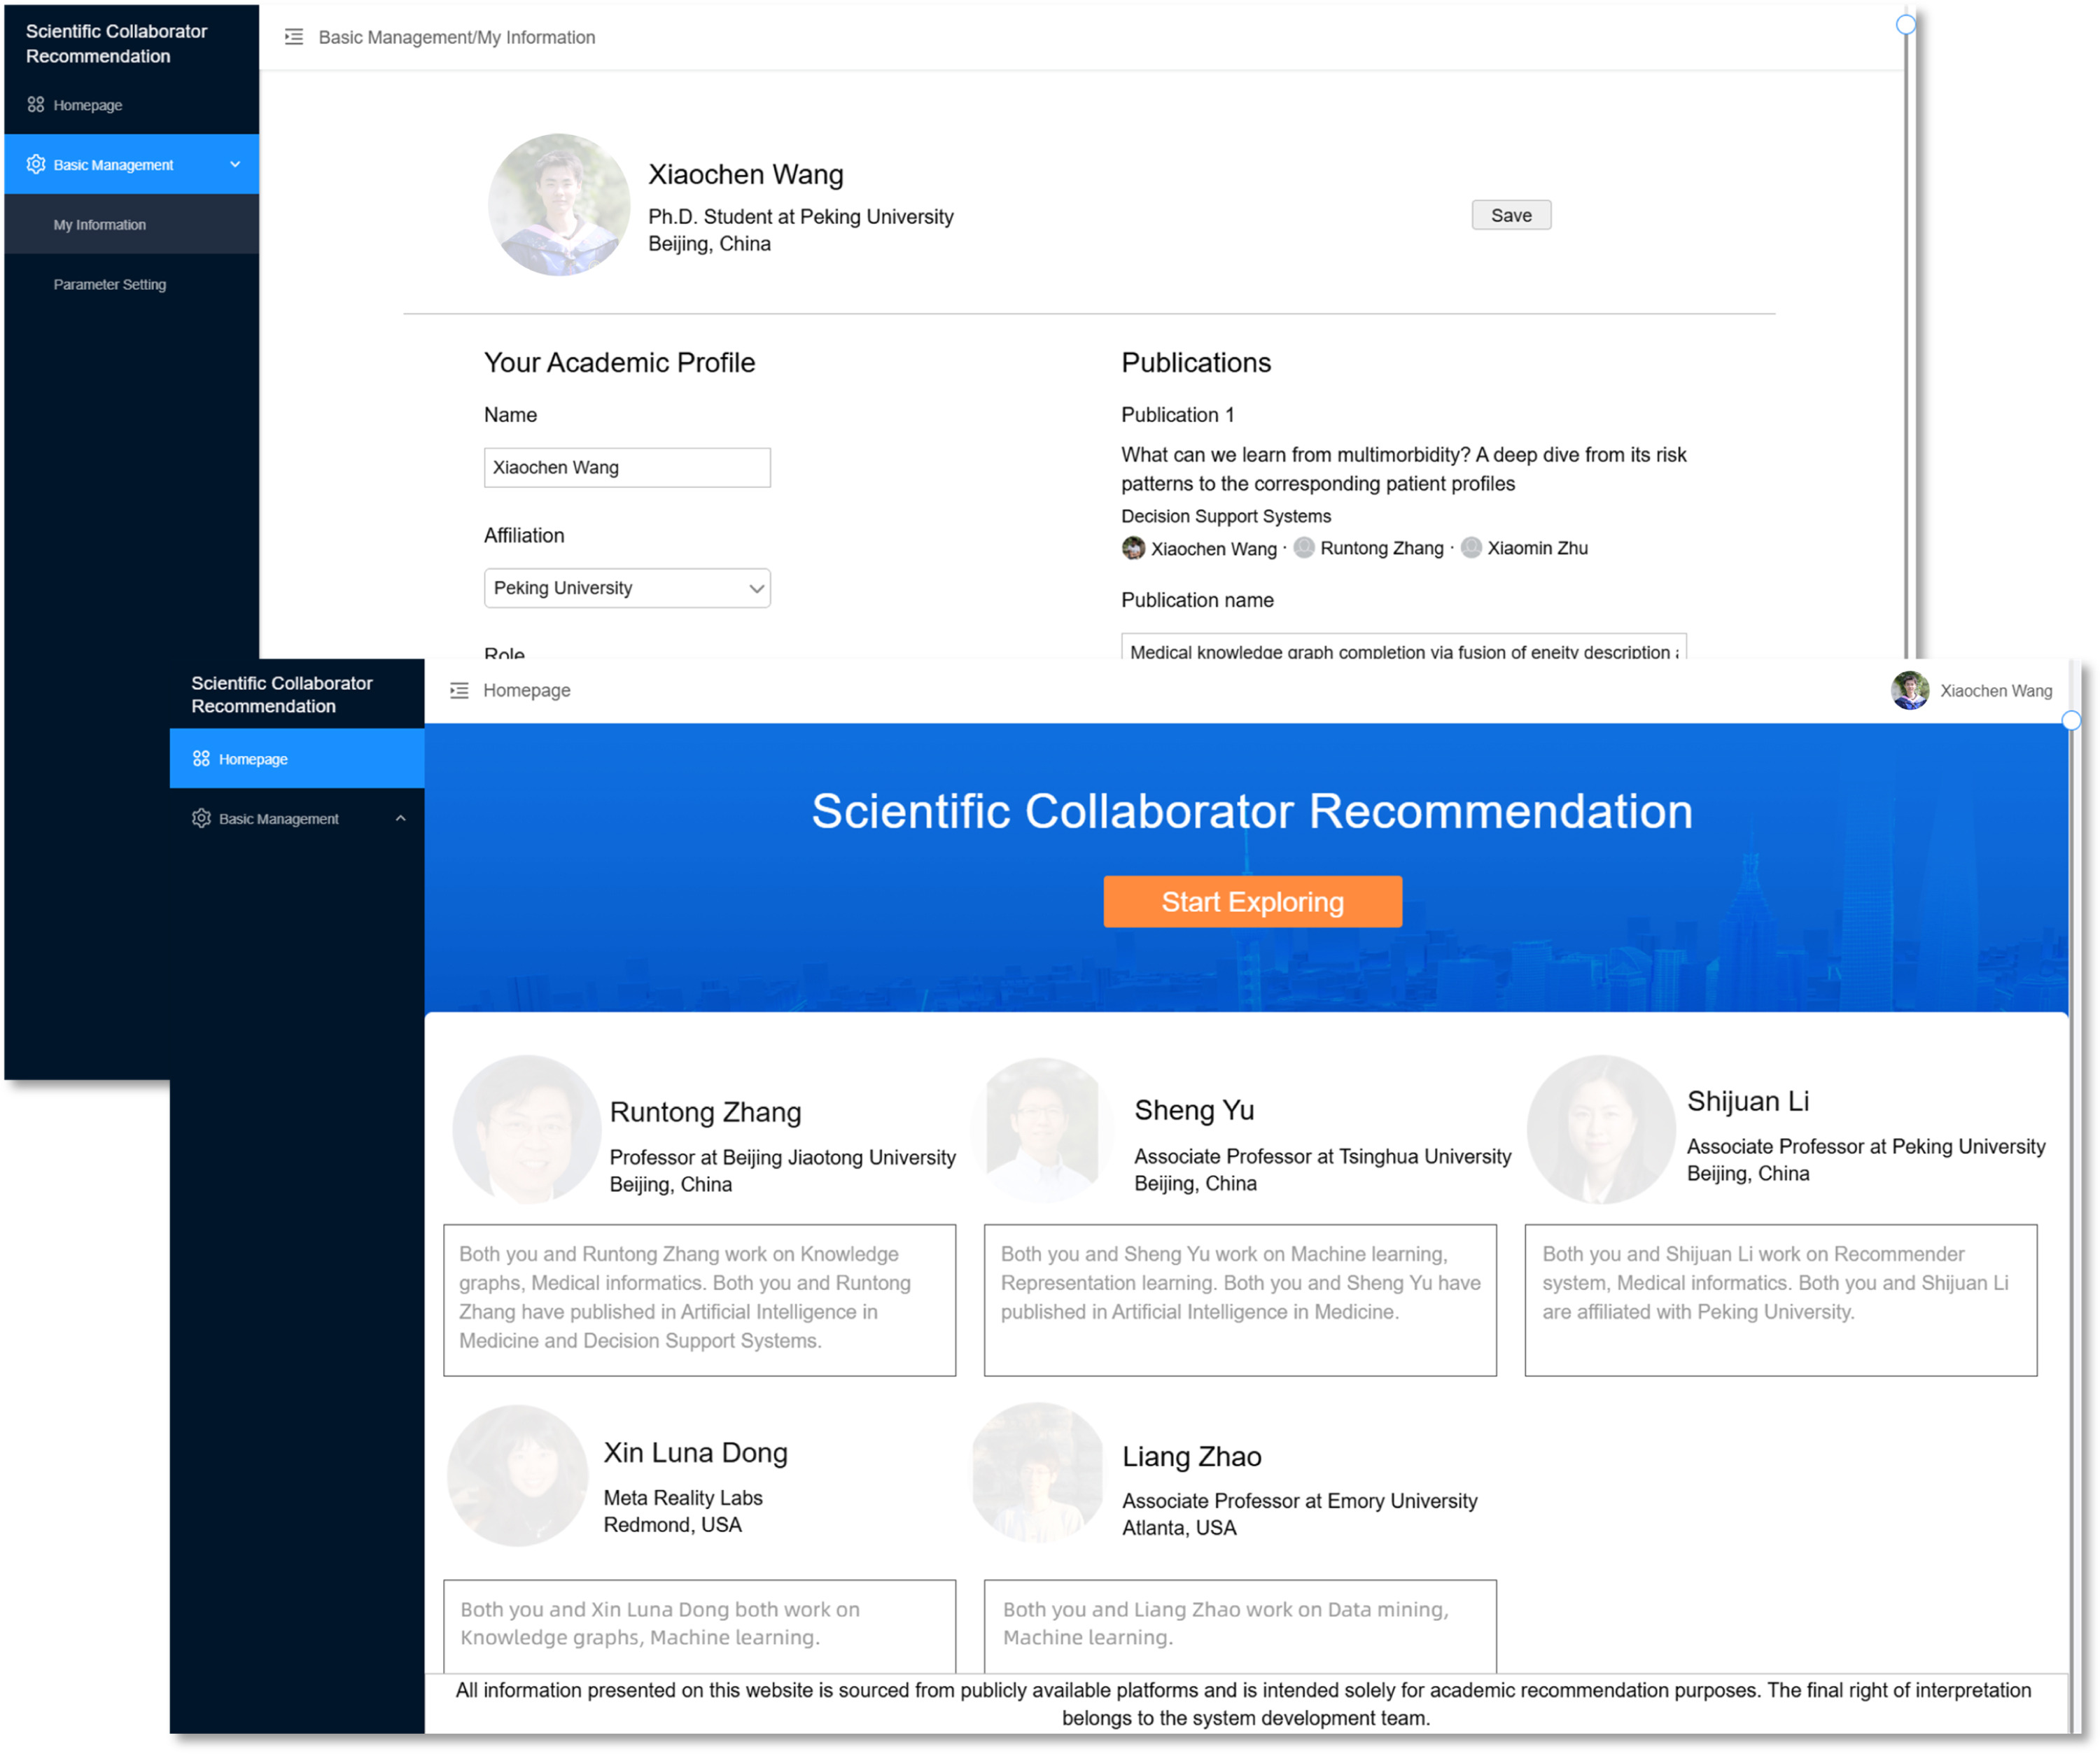 Scientific Collaborator
Recommendation
Homepage
Basic Management
My Information
Parameter Setting
Basic Management/My Information
Xiaochen Wang
Ph.D. Student at Peking University
Beijing, China
Save
Your Academic Profile
Name
Xiaochen Wang
Affiliation
Peking University
Role
Publications
Publication 1
What can we learn from multimorbidity? A deep dive from its risk
patterns to the corresponding patient profiles
Decision Support Systems
Xiaochen Wang · Runtong Zhang · Xiaomin Zhu
Publication name
Medical knowledge graph completion via fusion of eneity description
Scientific Collaborator
Recommendation
Homepage
Basic Management
Homepage
Xiaochen Wang
Scientific Collaborator Recommendation
Start Exploring
Runtong Zhang
Professor at Beijing Jiaotong University
Beijing, China
Both you and Runtong Zhang work on Knowledge
graphs, Medical informatics. Both you and Runtong
Zhang have published in Artificial Intelligence in
Medicine and Decision Support Systems.
Sheng Yu
Associate Professor at Tsinghua University
Beijing, China
Both you and Sheng Yu work on Machine learning,
Representation learning. Both you and Sheng Yu have
published in Artificial Intelligence in Medicine.
Shijuan Li
Associate Professor at Peking University
Beijing, China
Both you and Shijuan Li work on Recommender
system, Medical informatics. Both you and Shijuan Li
are affiliated with Peking University.
Xin Luna Dong
Meta Reality Labs
Redmond, USA
Both you and Xin Luna Dong both work on
Knowledge graphs, Machine learning.
Liang Zhao
Associate Professor at Emory University
Atlanta, USA
Both you and Liang Zhao work on Data mining,
Machine learning.
All information presented on this website is sourced from publicly available platforms and is intended solely for academic recommendation purposes. The final right of interpretation
belongs to the system development team.